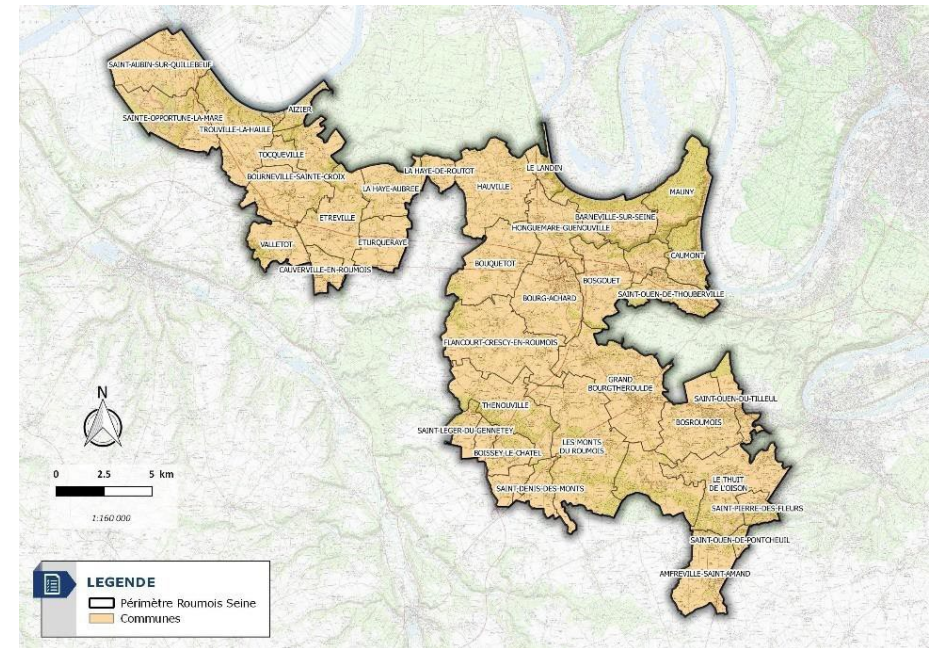 SAINT-AUBIN-SUR-QUILLEBEUF
AIZIER
SAINTE-OPPORTUNE-LA-MARE
TROUVILLE-LA-HAULE
TOCQUEVILLE
LA HAYE-DE-ROUTOT
LE LANDIN
BOURNEVILLE-SAINTE-CROIX
LA HAYE-AUBREE
HAUVILLE
MAUNY
ETREVILLE
BARNEVILLE-SUR-SEINE
HONGUEMARE-GUENOUVILLE
VALLETOT
ETURQUERAYE
CAUMONT
BOUQUETOT
CAUVERVILLE-EN-ROUMOIS
BOSGOUET
BOURG-ACHARD
SAINT-OUEN-DE-THOUBERVILLE
FLANCOURT-CRESCY-EN-ROUMOIS
GRAND
BOURGTHEROULDE
SAINT-OUEN-DU-TILLEUL
THENOUVILLE
BOSROUMOIS
SAINT-LEGER-DU-GENNETEY
LES MONTS
DU ROUMOIS
BOISSEY-LE-CHATEL
LE THUIT
DE L'OISON
SAINT-DENIS-DES-MONTS
SAINT-PIERRE-DES-FLEURS
SAINT-OUEN-DE-PONTCHEUIL
AMFREVILLE-SAINT-AMAND
N
0 2.5 5 km
1:160 000
LEGENDE
Périmètre Roumois Seine
Communes